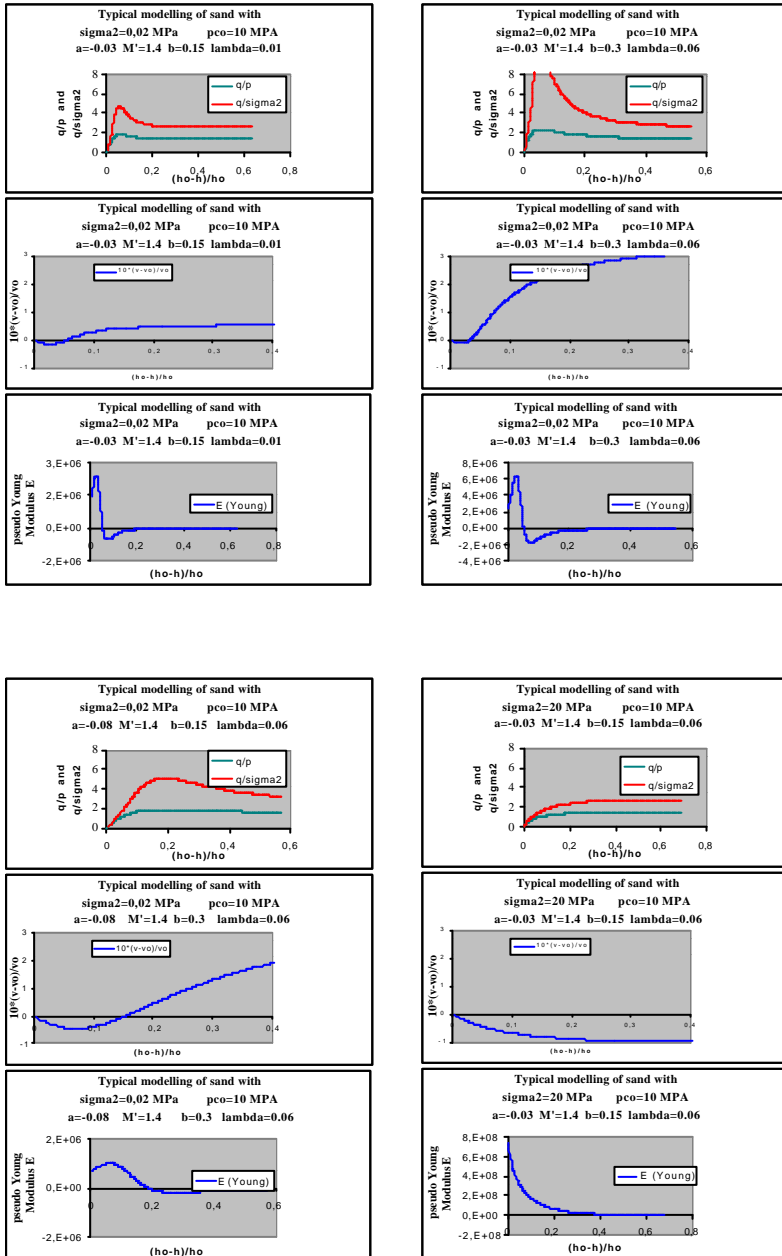 Typical modelling of sand with
sigma2=0,02 MPa pco=10 MPA
a=-0.03 M'=1.4 b=0.15 lambda=0.01
q/p and
q/sigma2
8
6
4
2
0
q/p
q/sigma2
0 0,2 0,4 0,6 0,8
(ho-h)/ho
Typical modelling of sand with
sigma2=0,02 MPa pco=10 MPA
a=-0.03 M'=1.4 b=0.3 lambda=0.06
q/p and
q/sigma2
8
6
4
2
0
q/p
q/sigma2
0 0,2 0,4 0,6
(ho-h)/ho
Typical modelling of sand with
sigma2=0,02 MPa pco=10 MPA
a=-0.03 M'=1.4 b=0.15 lambda=0.01
10*(v-vo)/vo
3
2
1
0
-1
10*(v-vo)/vo
0 0,1 0,2 0,3 0,4
(ho-h)/ho
Typical modelling of sand with
sigma2=0,02 MPa pco=10 MPA
a=-0.03 M'=1.4 b=0.3 lambda=0.06
10*(v-vo)/vo
3
2
1
0
-1
10*(v-vo)/vo
0 0,1 0,2 0,3 0,4
(ho-h)/ho
Typical modelling of sand with
sigma2=0,02 MPa pco=10 MPA
a=-0.03 M'=1.4 b=0.15 lambda=0.01
pseudo Young
Modulus E
3,E+06
2,E+06
0,E+00
-2,E+06
E (Young)
0 0,2 0,4 0,6 0,8
(ho-h)/ho
Typical modelling of sand with
sigma2=0,02 MPa pco=10 MPA
a=-0.03 M'=1.4 b=0.3 lambda=0.06
pseudo Young
Modulus E
8,E+06
6,E+06
4,E+06
2,E+06
0,E+00
-2,E+06
-4,E+06
E (Young)
0 0,2 0,4 0,6
(ho-h)/ho
Typical modelling of sand with
sigma2=0,02 MPa pco=10 MPA
a=-0.08 M'=1.4 b=0.15 lambda=0.06
q/p and
q/sigma2
8
6
4
2
0
q/p
q/sigma2
0 0,2 0,4 0,6
(ho-h)/ho
Typical modelling of sand with
sigma2=20 MPa pco=10 MPA
a=-0.03 M'=1.4 b=0.15 lambda=0.06
q/p and
q/sigma2
8
6
4
2
0
q/p
q/sigma2
0 0,2 0,4 0,6 0,8
(ho-h)/ho
Typical modelling of sand with
sigma2=0,02 MPa pco=10 MPA
a=-0.08 M'=1.4 b=0.3 lambda=0.06
10*(v-vo)/vo
3
2
1
0
-1
10*(v-vo)/vo
0 0,1 0,2 0,3 0,4
(ho-h)/ho
Typical modelling of sand with
sigma2=20 MPa pco=10 MPA
a=-0.03 M'=1.4 b=0.15 lambda=0.06
10*(v-vo)/vo
3
2
1
0
-1
10*(v-vo)/vo
0 0,1 0,2 0,3 0,4
(ho-h)/ho
Typical modelling of sand with
sigma2=0,02 MPa pco=10 MPA
a=-0.08 M'=1.4 b=0.3 lambda=0.06
pseudo Young
Modulus E
2,E+06
0,E+00
-2,E+06
E (Young)
0 0,2 0,4 0,6
(ho-h)/ho
Typical modelling of sand with
sigma2=20 MPa pco=10 MPA
a=-0.03 M'=1.4 b=0.15 lambda=0.06
pseudo Young
Modulus E
8,E+08
6,E+08
4,E+08
2,E+08
0,E+00
-2,E+08
E (Young)
0 0,2 0,4 0,6 0,8
(ho-h)/ho